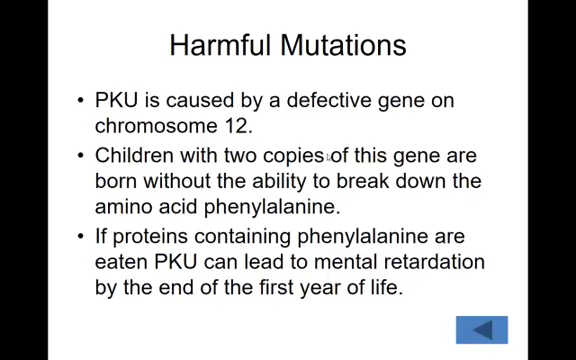 Harmful Mutations
• PKU is caused by a defective gene on
chromosome 12.
• Children with two copies of this gene are
born without the ability to break down the
amino acid phenylalanine.
• If proteins containing phenylalanine are
eaten PKU can lead to mental retardation
by the end of the first year of life.